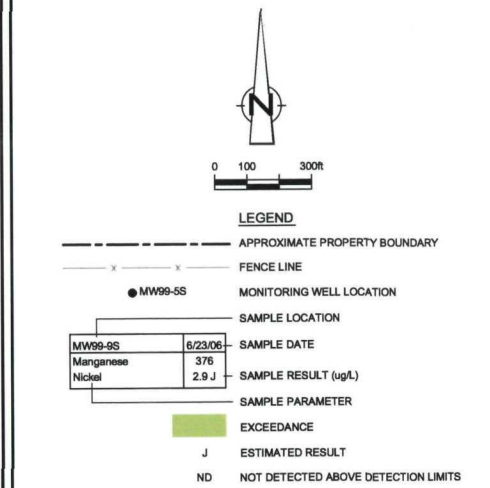 N
0 100 300ft
LEGEND
APPROXIMATE PROPERTY BOUNDARY
x x FENCE LINE
MW99-5S MONITORING WELL LOCATION
SAMPLE LOCATION
MW99-9S 6/23/06 SAMPLE DATE
Manganese 376
Nickel 2.9 J SAMPLE RESULT (ug/L)
SAMPLE PARAMETER
EXCEEDANCE
J ESTIMATED RESULT
ND NOT DETECTED ABOVE DETECTION LIMITS